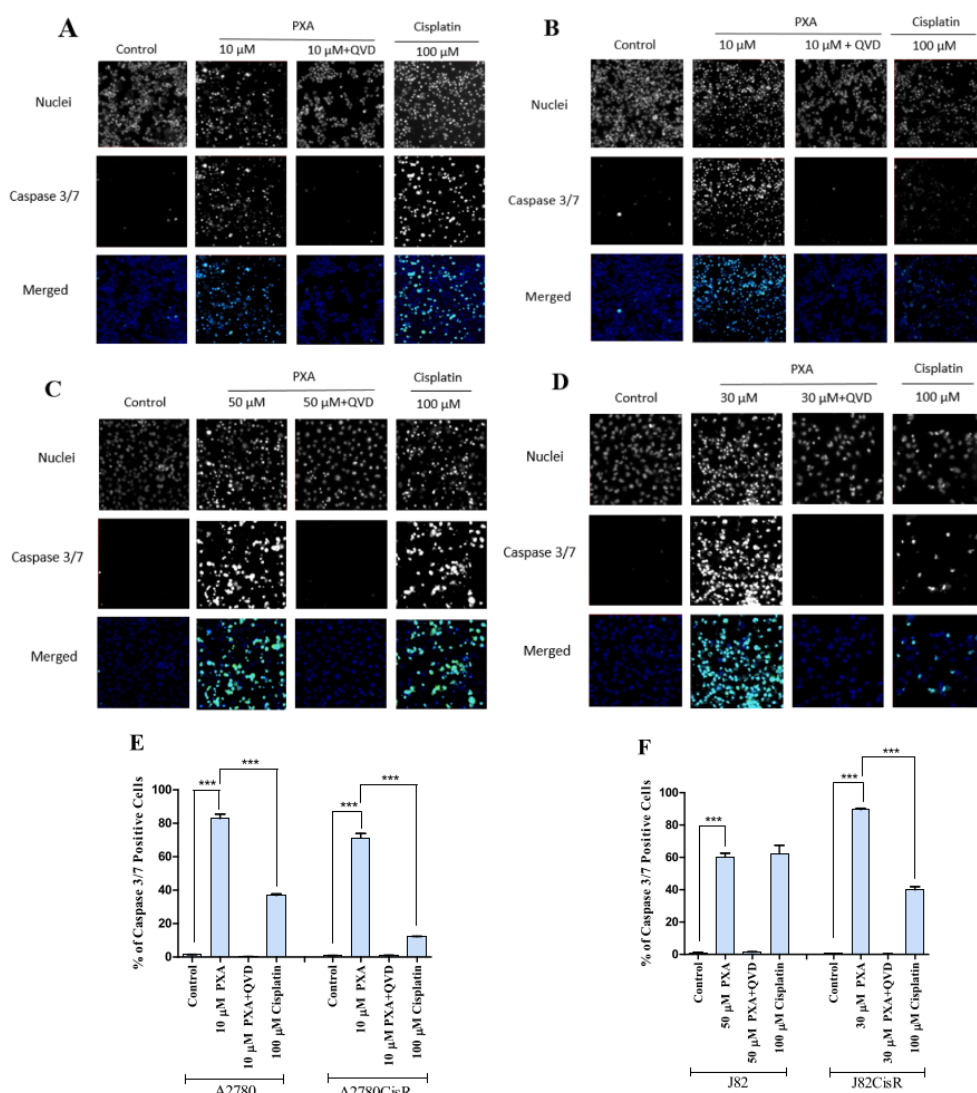 A
PXA
Cisplatin
Control
10 µM
10 µM+QVD
100 µM
Nuclei
Caspase 3/7
Merged
B
PXA
Cisplatin
Control
10 µM
10 µM + QVD
100 µM
Nuclei
Caspase 3/7
Merged
C
PXA
Cisplatin
Control
50 µM
50 µM+QVD
100 µM
Nuclei
Caspase 3/7
Merged
D
PXA
Cisplatin
Control
30 µM
30 µM+QVD
100 µM
Nuclei
Caspase 3/7
Merged
E
% of Caspase 3/7 Positive Cells
100
80
60
40
20
0
***
***
***
***
Control
10 µM PXA
10 µM PXA+QVD
100 µM Cisplatin
Control
10 µM PXA
10 µM PXA+QVD
100 µM Cisplatin
A2780
A2780CisR
F
% of Caspase 3/7 Positive Cells
100
80
60
40
20
0
***
***
***
Control
50 µM PXA
50 µM PXA+QVD
100 µM Cisplatin
Control
30 µM PXA
30 µM PXA+QVD
100 µM Cisplatin
J82
J82CisR